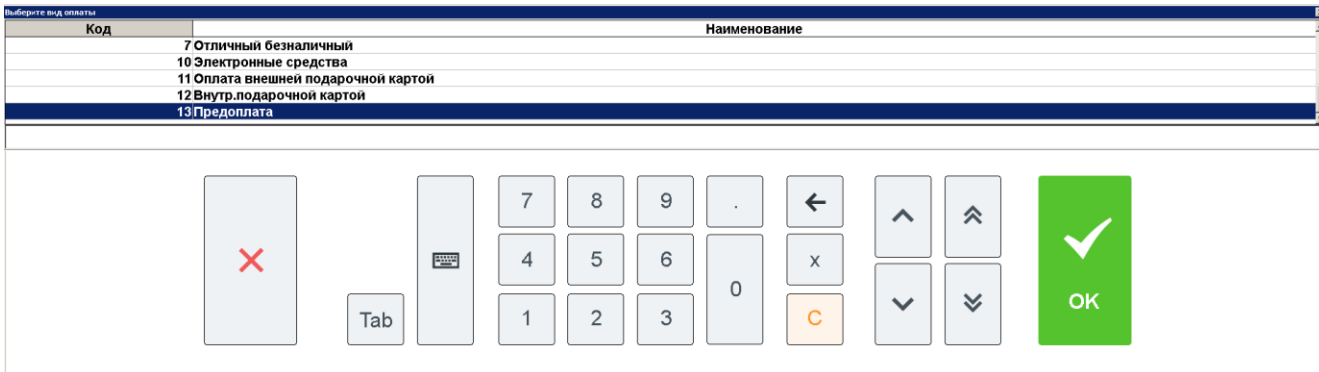 Выберите вид оплаты
Код Наименование
7 Отличный безналичный
10 Электронные средства
11 Оплата внешней подарочной картой
12 Внутр.подарочной картой
13 Предоплата
7 8 9 .
4 5 6 x
0
Tab 1 2 3 C OK